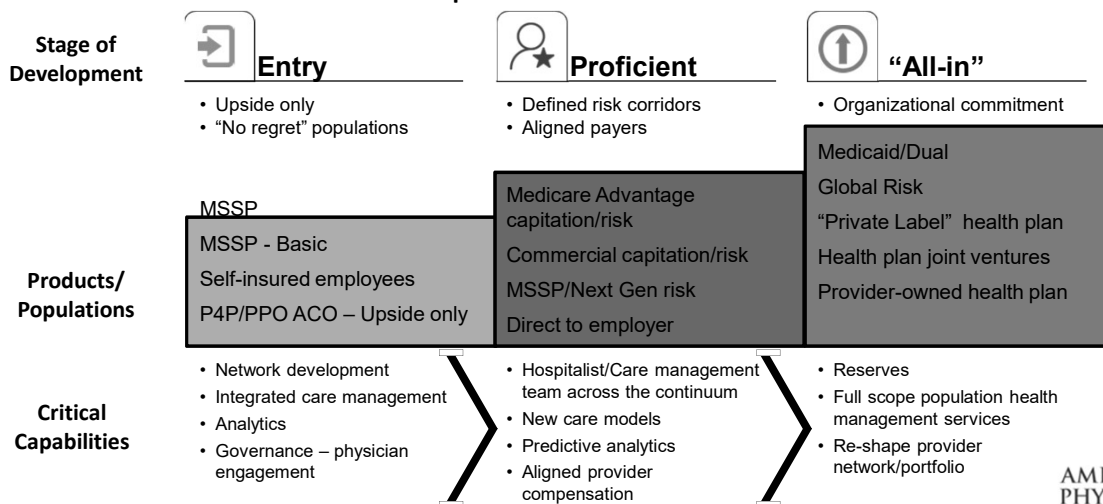 Stage of
Development
Entry
Proficient
“All-in”
• Upside only
• “No regret” populations
• Defined risk corridors
• Aligned payers
• Organizational commitment
Products/
Populations
MSSP
MSSP - Basic
Self-insured employees
P4P/PPO ACO – Upside only
Medicare Advantage
capitation/risk
Commercial capitation/risk
MSSP/Next Gen risk
Direct to employer
Medicaid/Dual
Global Risk
“Private Label” health plan
Health plan joint ventures
Provider-owned health plan
Critical
Capabilities
• Network development
• Integrated care management
• Analytics
• Governance – physician
engagement
• Hospitalist/Care management
team across the continuum
• New care models
• Predictive analytics
• Aligned provider
compensation
• Reserves
• Full scope population health
management services
• Re-shape provider
network/portfolio